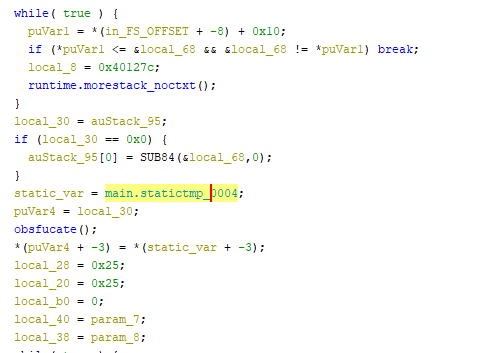 while( true ) {
puVar1 = *(in_FS_OFFSET + -8) + 0x10;
if (*puVar1 <= &local_68 && &local_68 != *puVar1) break;
local_8 = 0x40127c;
runtime.morestack_noctxt();
}
local_30 = auStack_95;
if (local_30 == 0x0) {
auStack_95[0] = SUB84(&local_68,0);
}
static_var = main.statictmp_0004;
puVar4 = local_30;
obsfucate();
*(puVar4 + -3) = *(static_var + -3);
local_28 = 0x25;
local_20 = 0x25;
local_b0 = 0;
local_40 = param_7;
local_38 = param_8;